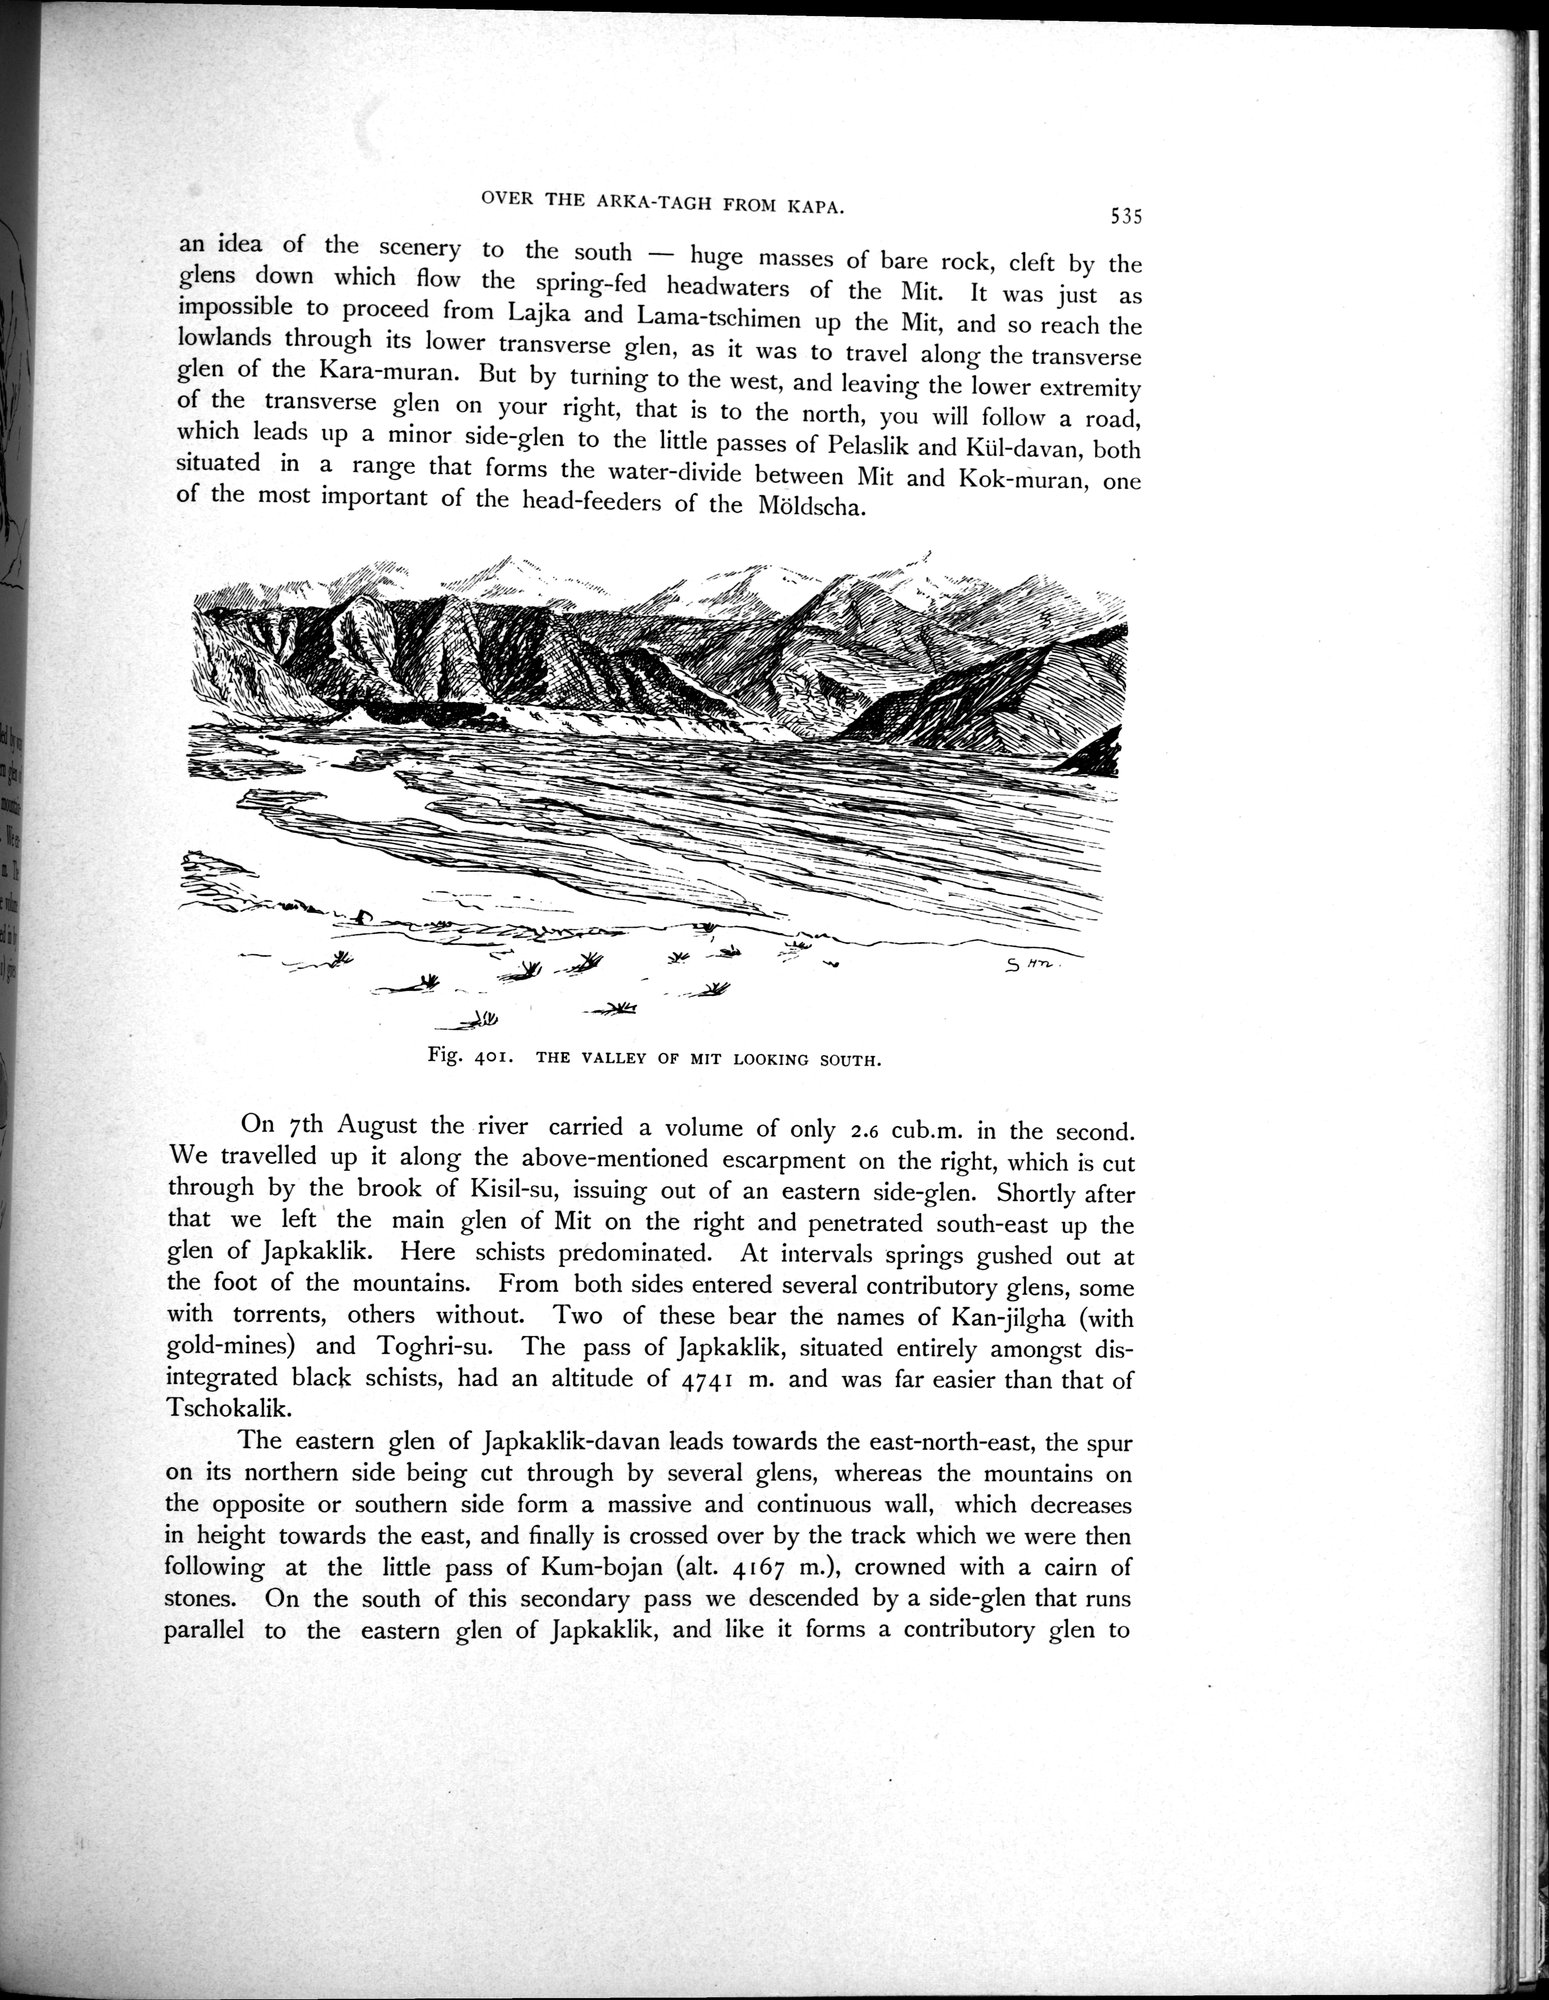 OVER THE ARKA-TAGH FROM KAPA.
535
an idea of the scenery to the south — huge masses of bare rock, cleft by the
glens down which flow the spring-fed headwaters of the Mit. It was just as
impossible to proceed from Lajka and Lama-tschimen up the Mit, and so reach the
lowlands through its lower transverse glen, as it was to travel along the transverse
glen of the Kara-muran. But by turning to the west, and leaving the lower extremity
of the transverse glen on your right, that is to the north, you will follow a road,
which leads up a minor side-glen to the little passes of Pelaslik and Kül-davan, both
situated in a range that forms the water-divide between Mit and Kok-muran, one
of the most important of the head-feeders of the Möldscha.
S Hn.
Fig. 401. THE VALLEY OF MIT LOOKING SOUTH.
On 7th August the river carried a volume of only 2.6 cub.m. in the second.
We travelled up it along the above-mentioned escarpment on the right, which is cut
through by the brook of Kisil-su, issuing out of an eastern side-glen. Shortly after
that we left the main glen of Mit on the right and penetrated south-east up the
glen of Japkaklik. Here schists predominated. At intervals springs gushed out at
the foot of the mountains. From both sides entered several contributory glens, some
with torrents, others without. Two of these bear the names of Kan-jilgha (with
gold-mines) and Toghri-su. The pass of Japkaklik, situated entirely amongst dis-
integrated black schists, had an altitude of 4741 m. and was far easier than that of
Tschokalik.
The eastern glen of Japkaklik-davan leads towards the east-north-east, the spur
on its northern side being cut through by several glens, whereas the mountains on
the opposite or southern side form a massive and continuous wall, which decreases
in height towards the east, and finally is crossed over by the track which we were then
following at the little pass of Kum-bojan (alt. 4167 m.), crowned with a cairn of
stones. On the south of this secondary pass we descended by a side-glen that runs
parallel to the eastern glen of Japkaklik, and like it forms a contributory glen to